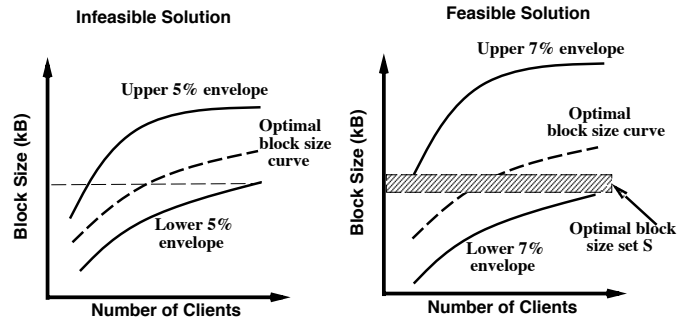 Infeasible Solution
Upper 5% envelope
Optimal
block size
curve
Lower 5%
envelope
Block Size (kB)
Number of Clients
Feasible Solution
Upper 7% envelope
Optimal
block size curve
Optimal block
size set S
Lower 7%
envelope
Block Size (kB)
Number of Clients